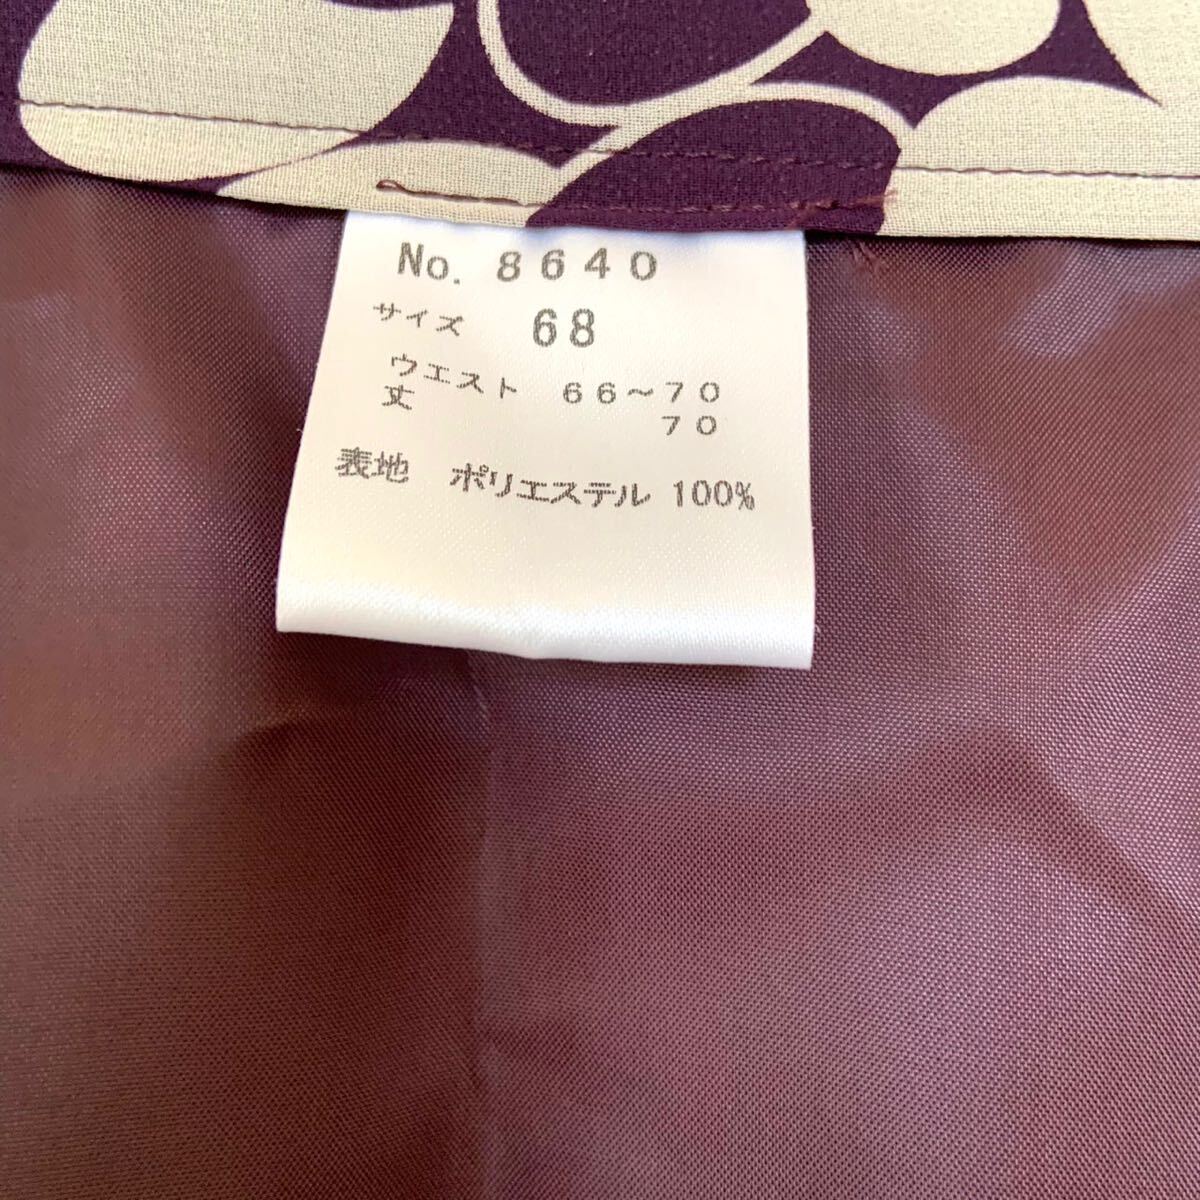 No. 8640
サイズ 68
ウエスト 66～70
丈 70
表地 ポリエステル 100%